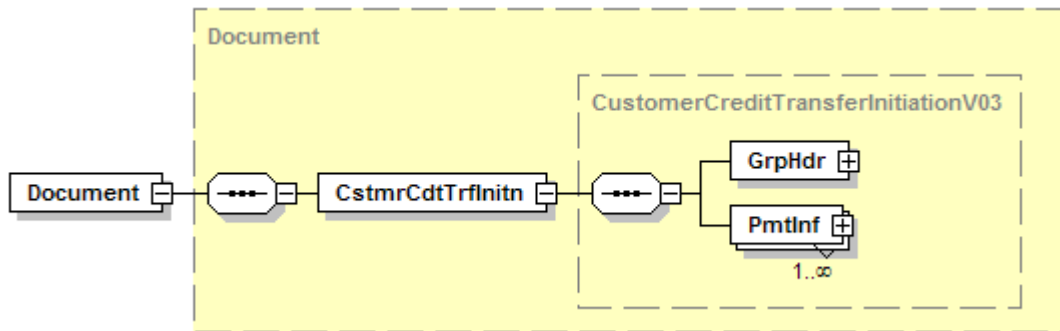 Document
CustomerCreditTransferInitiationV03
GrpHdr
Document
CstmrCdtTrfInitn
PmtInf
1..∞